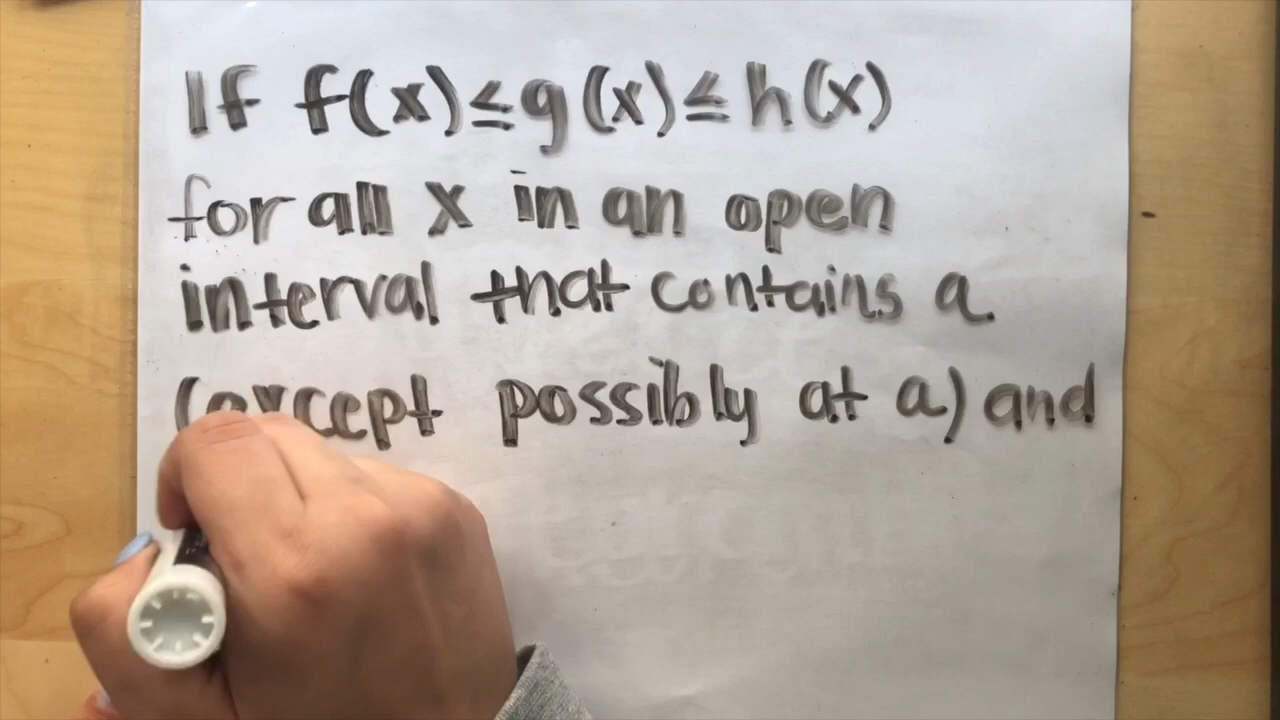 If f(x)≤g(x)≤h(x)
for all x in an open
interval that contains a
(except possibly at a) and